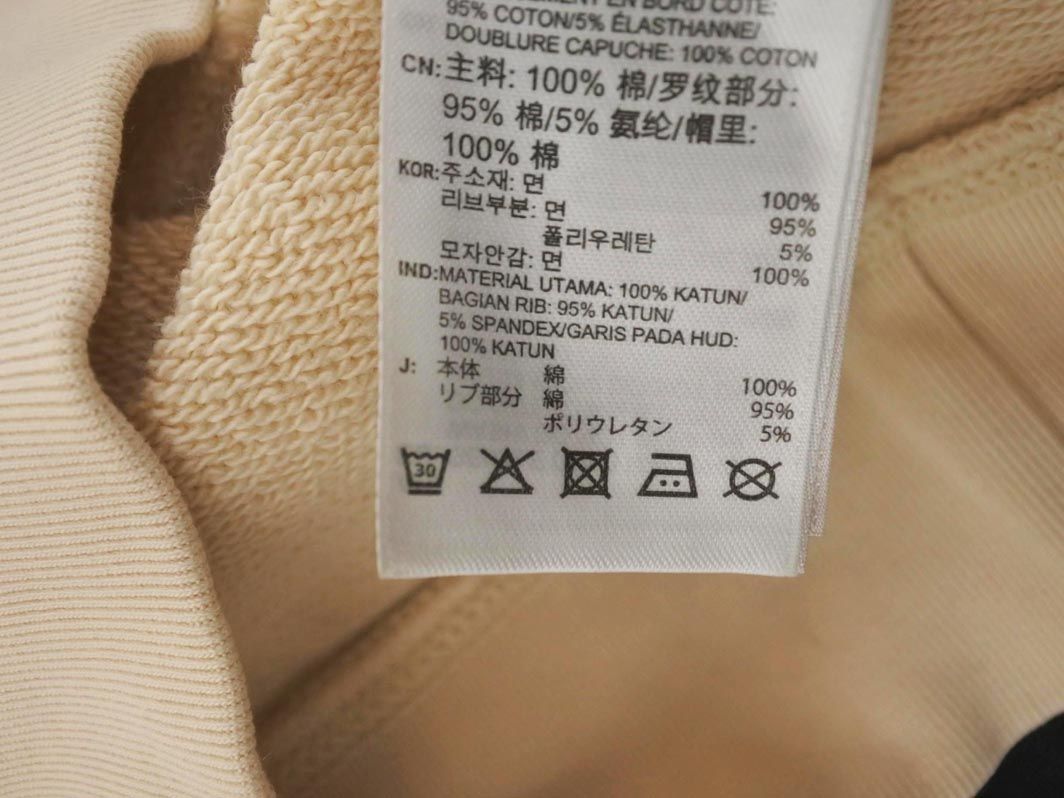 EN BORD CÔTE:
95% COTON/5% ÉLASTHANNE/
DOUBLURE CAPUCHE: 100% COTON
CN: 主料: 100% 棉/罗纹部分:
95% 棉/5% 氨纶/帽里:
100% 棉
KOR: 주소재: 면 100%
리브부분: 면 95%
폴리우레탄 5%
모자안감: 면 100%
IND: MATERIAL UTAMA: 100% KATUN/
BAGIAN RIB: 95% KATUN/
5% SPANDEX/GARIS PADA HUD:
100% KATUN
J: 本体 綿 100%
リブ部分 綿 95%
ポリウレタン 5%
30